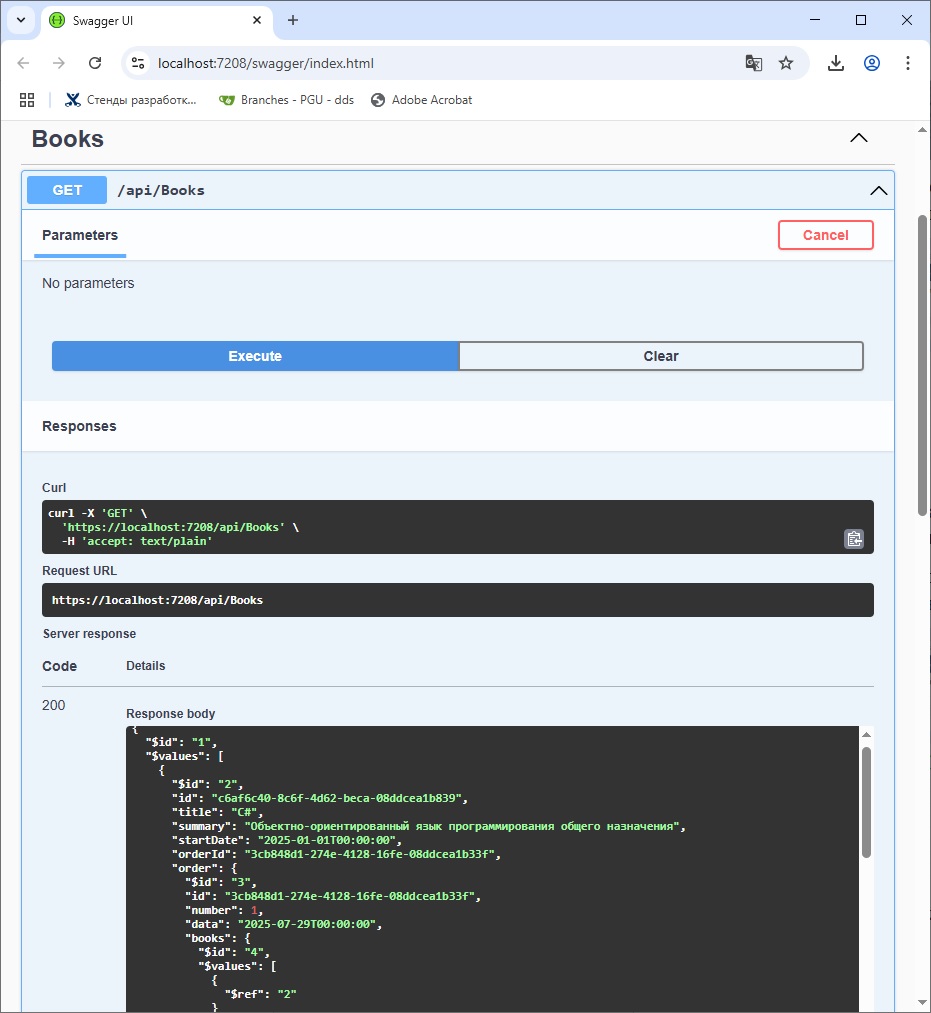 Swagger UI
localhost:7208/swagger/index.html
Стенды разработк... Branches - PGU - dds Adobe Acrobat
Books
GET /api/Books
Parameters Cancel
No parameters
Execute Clear
Responses
Curl
curl -X 'GET' \
'https://localhost:7208/api/Books' \
-H 'accept: text/plain'
Request URL
https://localhost:7208/api/Books
Server response
Code Details
200
Response body
{
"$id": "1",
"$values": [
{
"$id": "2",
"id": "c6af6c40-8c6f-4d62-beca-08ddcea1b839",
"title": "C#",
"summary": "Объектно-ориентированный язык программирования общего назначения",
"startDate": "2025-01-01T00:00:00",
"orderId": "3cb848d1-274e-4128-16fe-08ddcea1b33f",
"order": {
"$id": "3",
"id": "3cb848d1-274e-4128-16fe-08ddcea1b33f",
"number": 1,
"data": "2025-07-29T00:00:00",
"books": {
"$id": "4",
"$values": [
{
"$ref": "2"
}